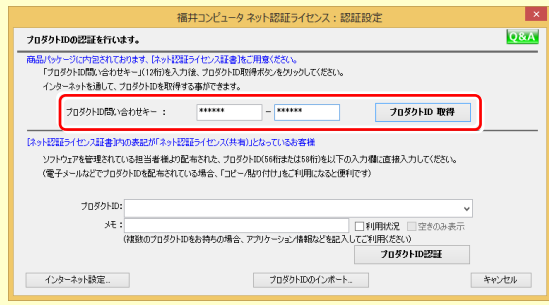 福井コンピュータ ネット認証ライセンス：認証設定
×
プロダクトIDの認証を行います。
Q&A
商品パッケージに内包されております、[ネット認証ライセンス証書]をご用意ください。
「プロダクトID問い合わせキー」(12桁)を入力後、プロダクトID取得ボタンをクリックしてください。
インターネットを通して、プロダクトIDを取得する事ができます。
プロダクトID問い合わせキー ： ****** - ****** プロダクトID 取得
[ネット認証ライセンス証書]内の表記が「ネット認証ライセンス(共有)」となっているお客様
ソフトウェアを管理されている担当者様より配布された、プロダクトID(56桁または58桁)を以下の入力欄に直接入力してください。
(電子メールなどでプロダクトIDを配布されている場合、「コピー/貼り付け」をご利用になると便利です)
プロダクトID:
メモ： 利用状況 空きのみ表示
(複数のプロダクトIDをお持ちの場合、アプリケーション情報などを記入してご利用ください)
プロダクトID認証
インターネット設定... プロダクトIDのインポート... キャンセル